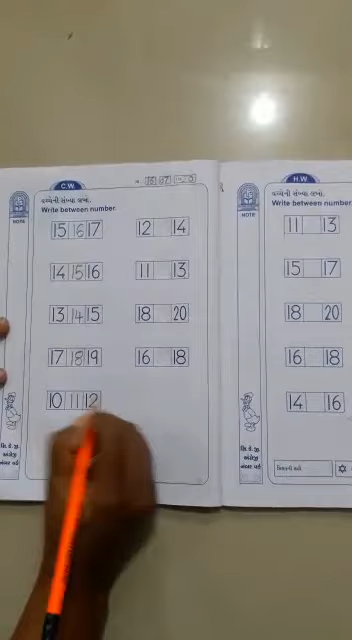 C.W.
વચ્ચેની સંખ્યા લખો.
Write between number.
NOTE
15 16 17
12 14
14 15 16
11 13
13 14 15
18 20
17 18 19
16 18
10 11 12
H.W.
વચ્ચેની સંખ્યા લખો.
Write between number.
NOTE
11 13
15 17
18 20
16 18
14 16